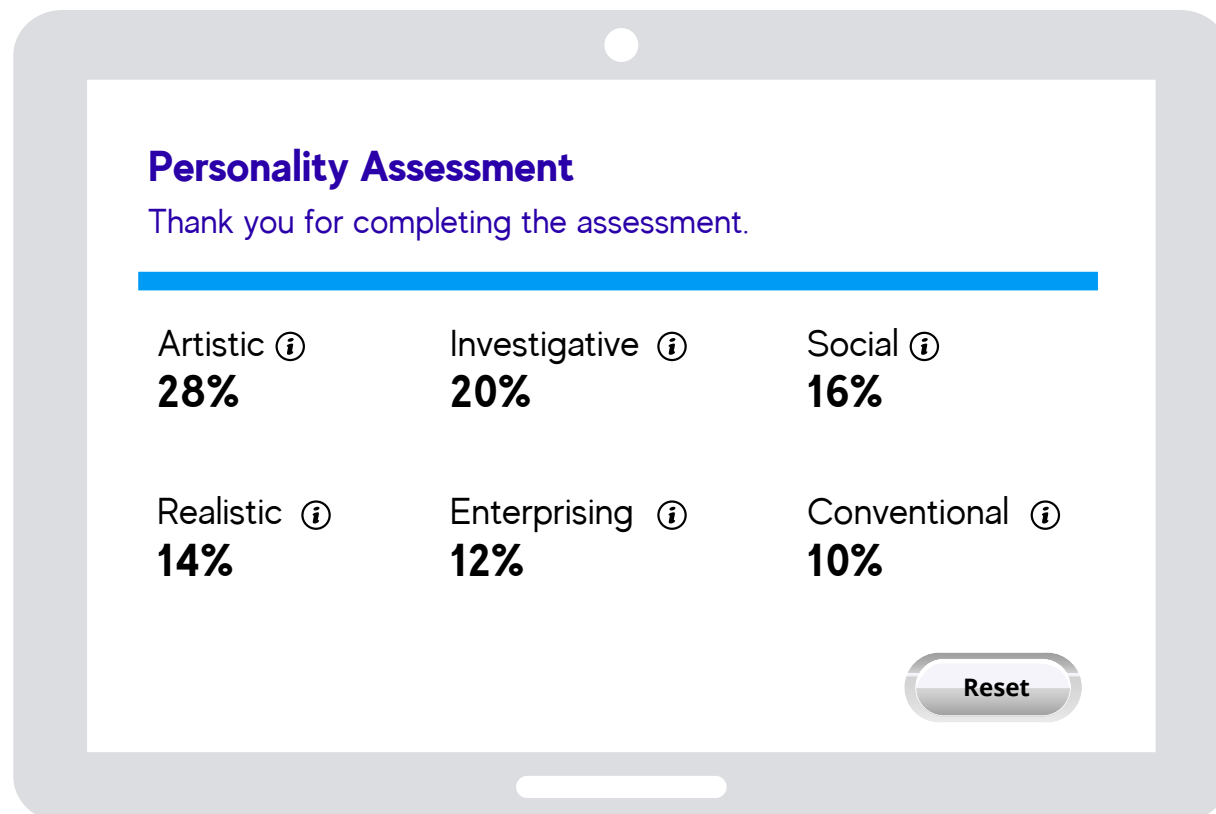 Personality Assessment
Thank you for completing the assessment.
Artistic i
28%
Investigative i
20%
Social i
16%
Realistic i
14%
Enterprising i
12%
Conventional i
10%
Reset